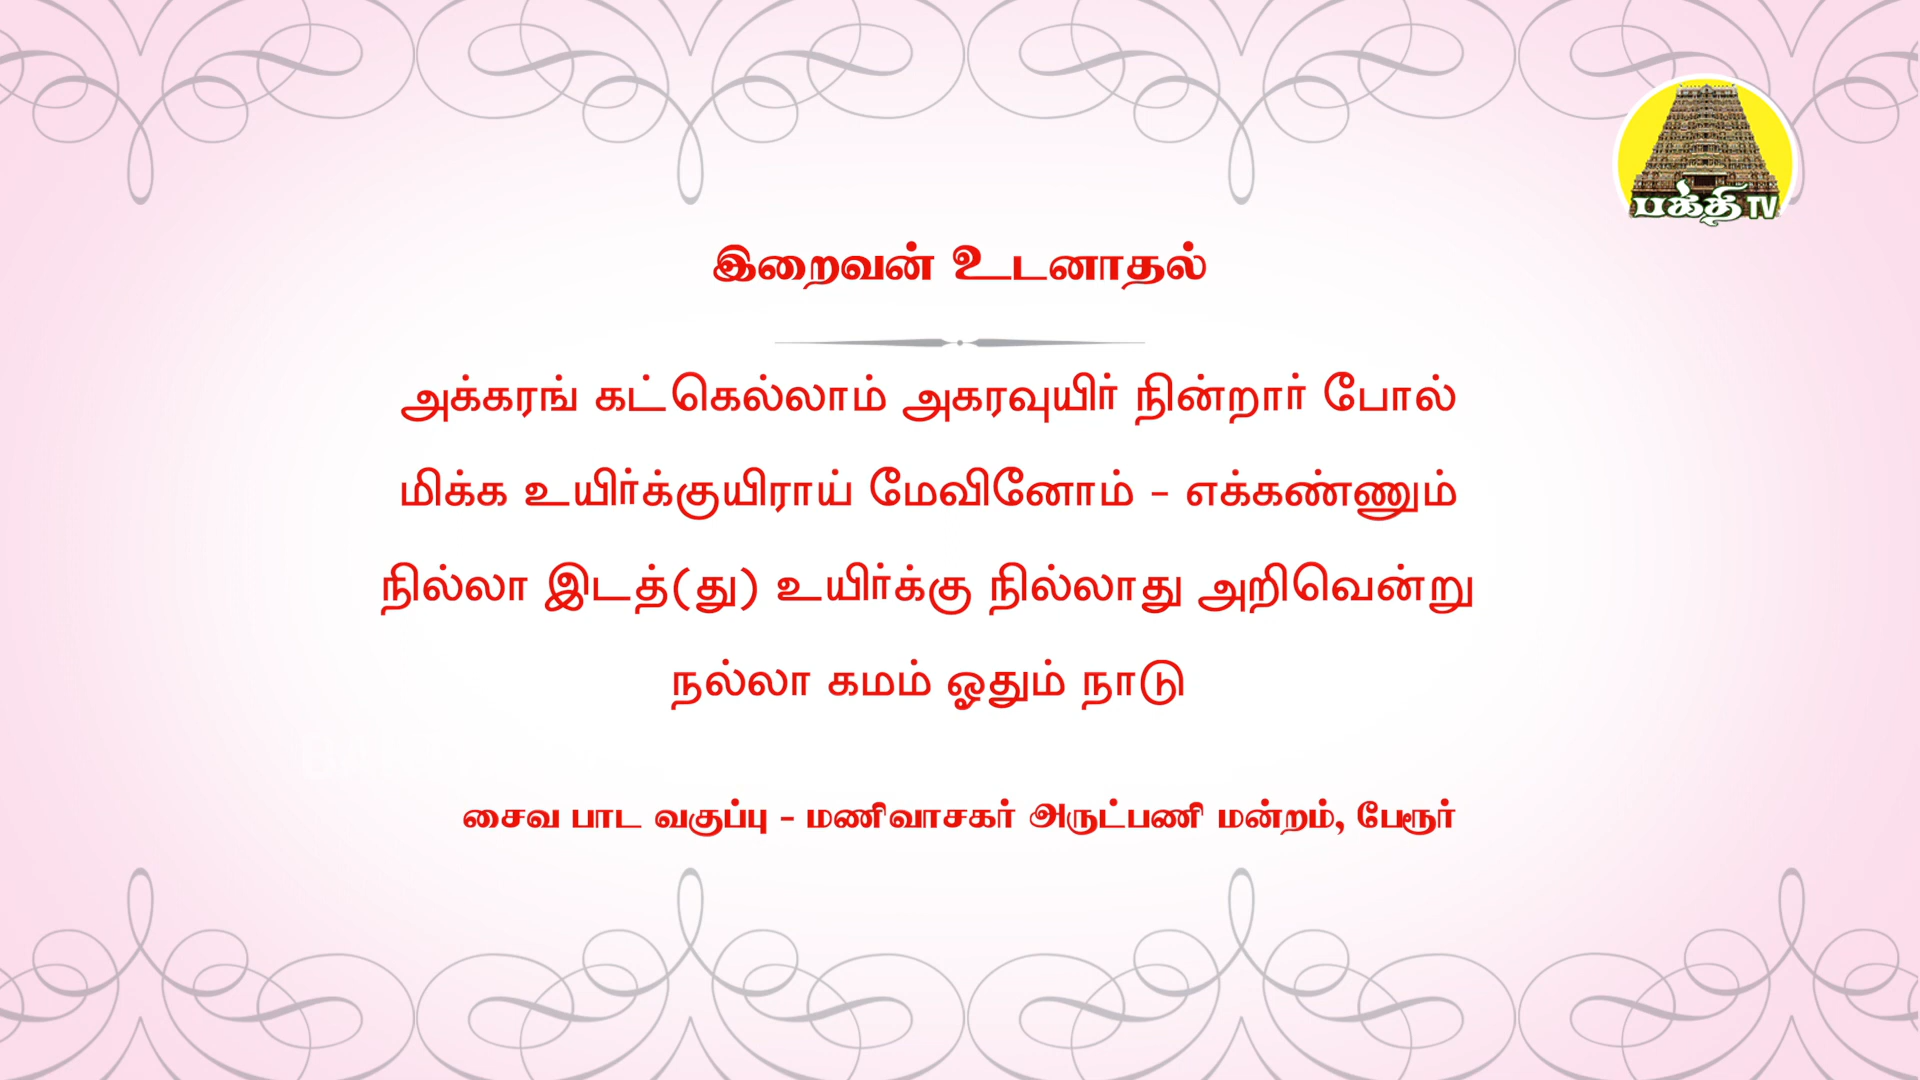 பக்தி TV
இறைவன் உடனாதல்
அக்கரங் கட்கெல்லாம் அகரவுயிர் நின்றார் போல்
மிக்க உயிர்க்குயிராய் மேவினோம் - எக்கண்ணும்
நில்லா இடத்(து) உயிர்க்கு நில்லாது அறிவென்று
நல்லா கமம் ஓதும் நாடு
சைவ பாட வகுப்பு - மணிவாசகர் அருட்பணி மன்றம், பேரூர்